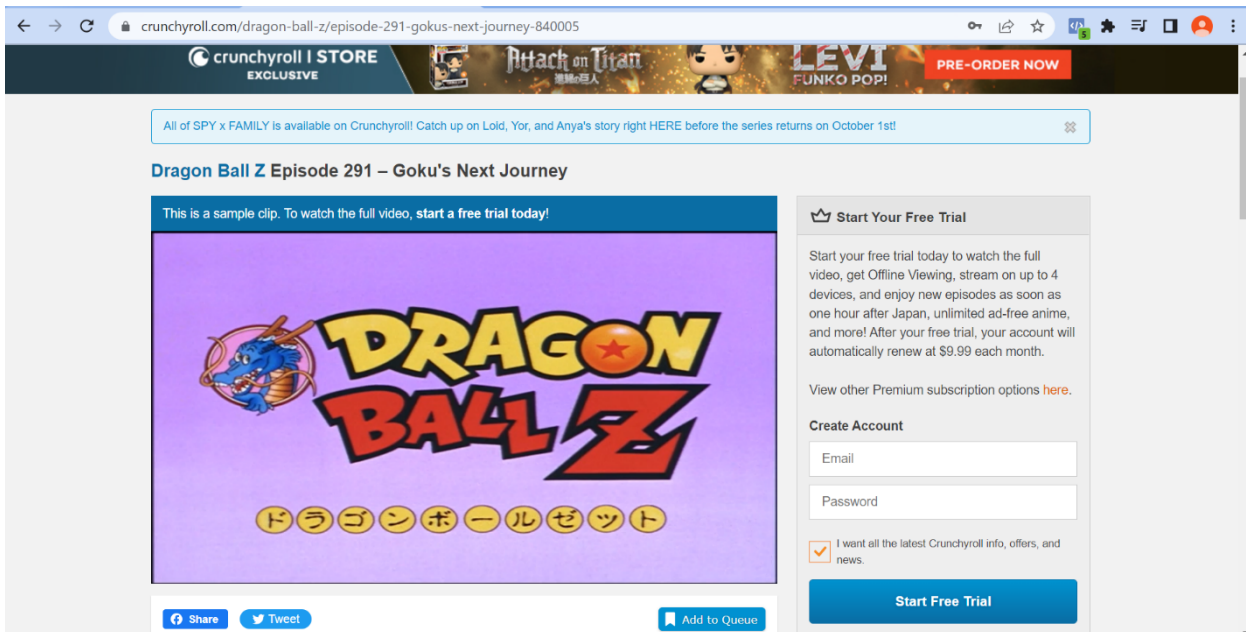 crunchyroll.com/dragon-ball-z/episode-291-gokus-next-journey-840005
5
crunchyroll | STORE
EXCLUSIVE
Attack on Titan
進撃の巨人
LEVI
FUNKO POP!
PRE-ORDER NOW
All of SPY x FAMILY is available on Crunchyroll! Catch up on Loid, Yor, and Anya's story right HERE before the series returns on October 1st!
Dragon Ball Z Episode 291 – Goku's Next Journey
This is a sample clip. To watch the full video, start a free trial today!
DRAGON
BALL Z
ドラゴンボールゼット
Share
Tweet
Add to Queue
Start Your Free Trial
Start your free trial today to watch the full
video, get Offline Viewing, stream on up to 4
devices, and enjoy new episodes as soon as
one hour after Japan, unlimited ad-free anime,
and more! After your free trial, your account will
automatically renew at $9.99 each month.
View other Premium subscription options here.
Create Account
Email
Password
I want all the latest Crunchyroll info, offers, and
news.
Start Free Trial